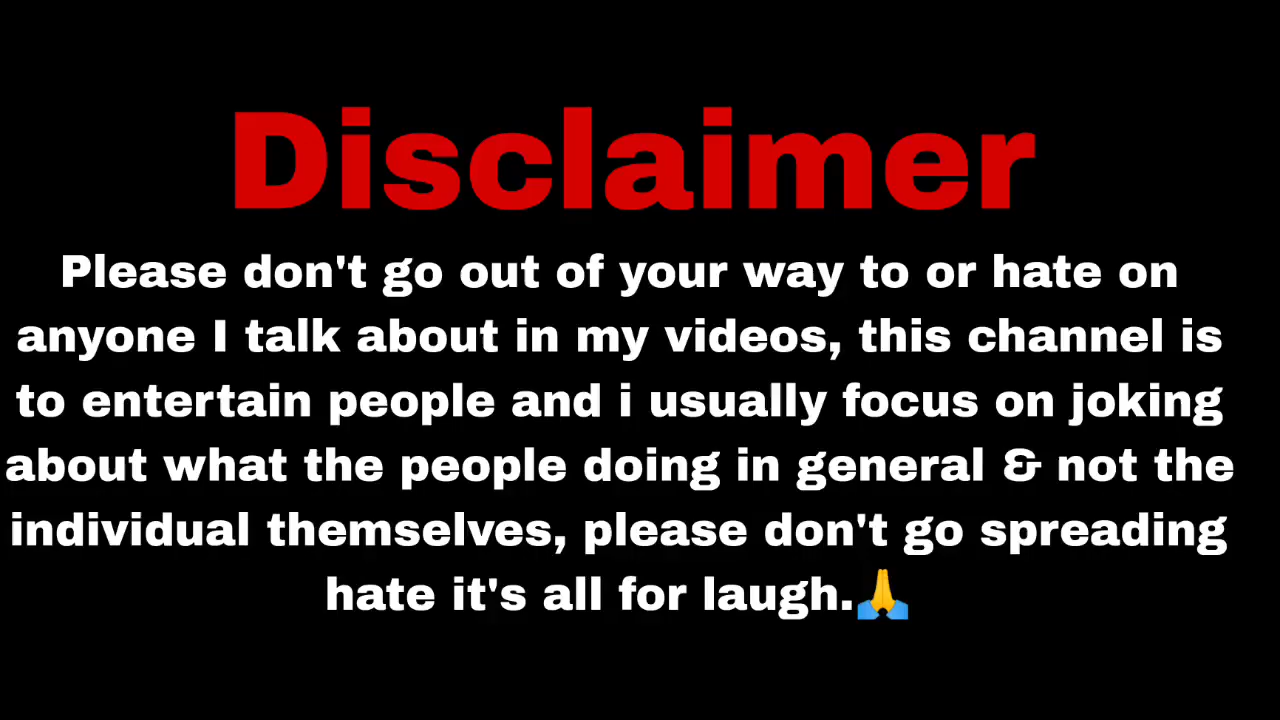 Disclaimer
Please don't go out of your way to or hate on
anyone I talk about in my videos, this channel is
to entertain people and i usually focus on joking
about what the people doing in general & not the
individual themselves, please don't go spreading
hate it's all for laugh.🙏